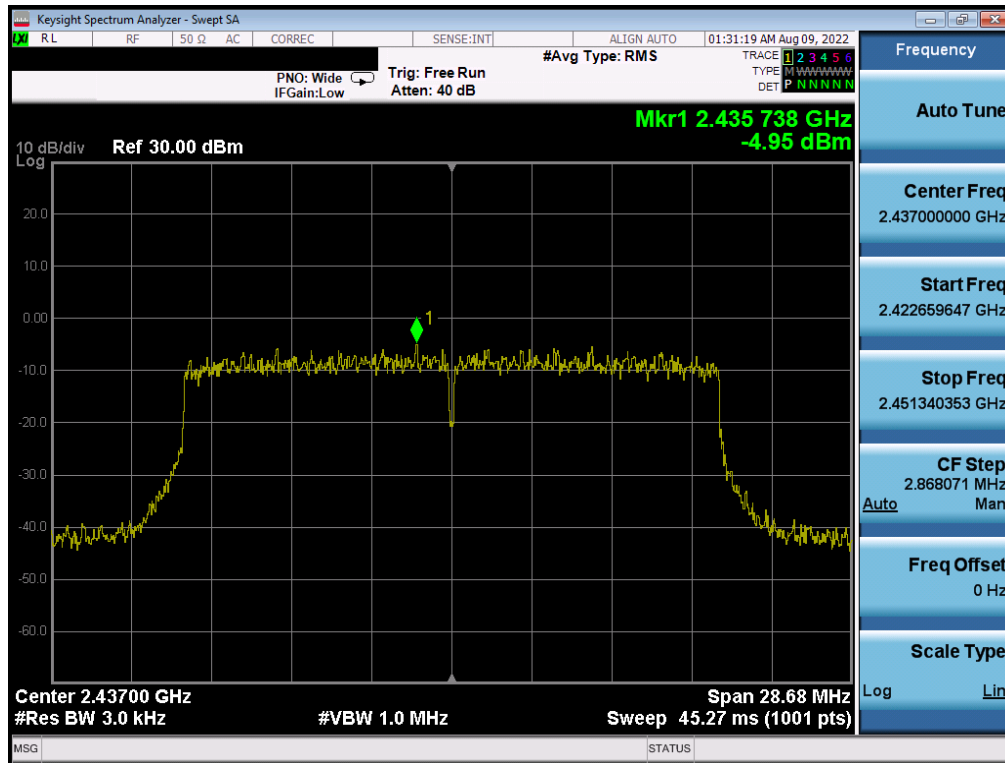 Keysight Spectrum Analyzer - Swept SA
LXI RL RF 50 Ω AC CORREC SENSE:INT ALIGN AUTO 01:31:19 AM Aug 09, 2022
#Avg Type: RMS TRACE 1 2 3 4 5 6
PNO: Wide Trig: Free Run TYPE M W W W W W
IFGain:Low Atten: 40 dB DET P N N N N N
Mkr1 2.435 738 GHz
-4.95 dBm
10 dB/div Ref 30.00 dBm
Log
20.0
10.0
0.00
1
-10.0
-20.0
-30.0
-40.0
-50.0
-60.0
Center 2.43700 GHz Span 28.68 MHz
#Res BW 3.0 kHz #VBW 1.0 MHz Sweep 45.27 ms (1001 pts)
MSG STATUS
Frequency
Auto Tune
Center Freq
2.437000000 GHz
Start Freq
2.422659647 GHz
Stop Freq
2.451340353 GHz
CF Step
2.868071 MHz
Auto Man
Freq Offset
0 Hz
Scale Type
Log Lin